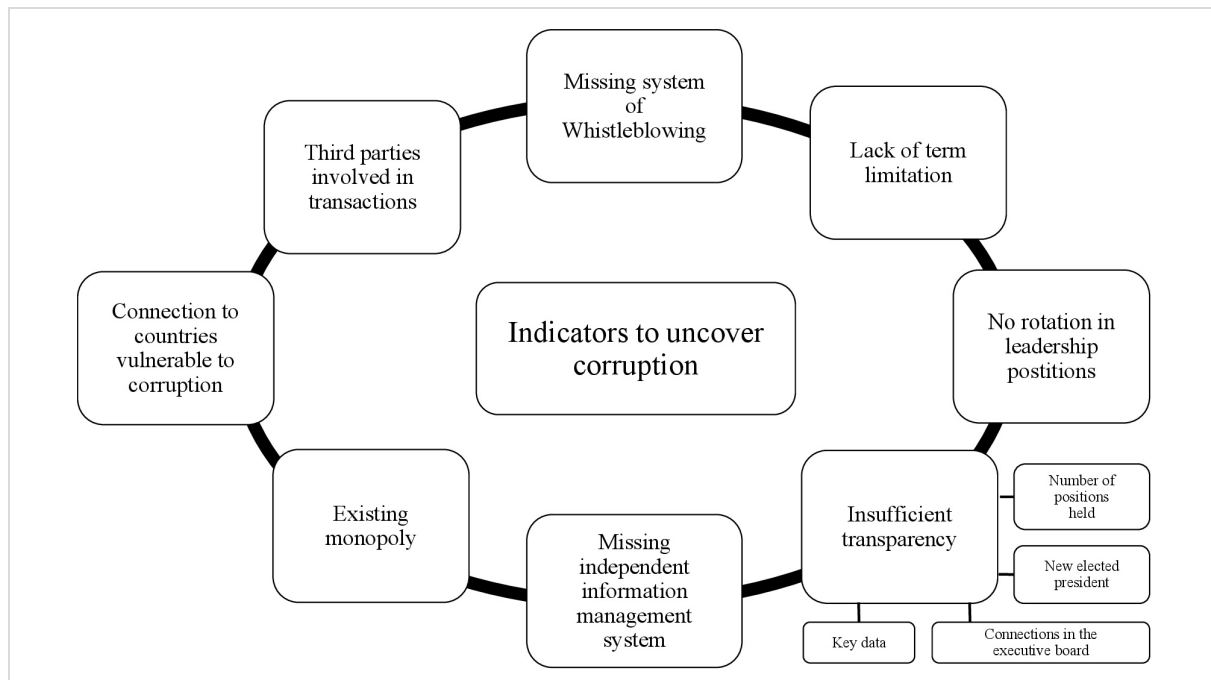 Missing system
of
Whistleblowing
Lack of term
limitation
No rotation in
leadership
postitions
Insufficient
transparency
Number of
positions
held
New elected
president
Connections in the
executive board
Key data
Missing
independent
information
management
system
Existing
monopoly
Connection to
countries
vulnerable to
corruption
Third parties
involved in
transactions
Indicators to uncover
corruption